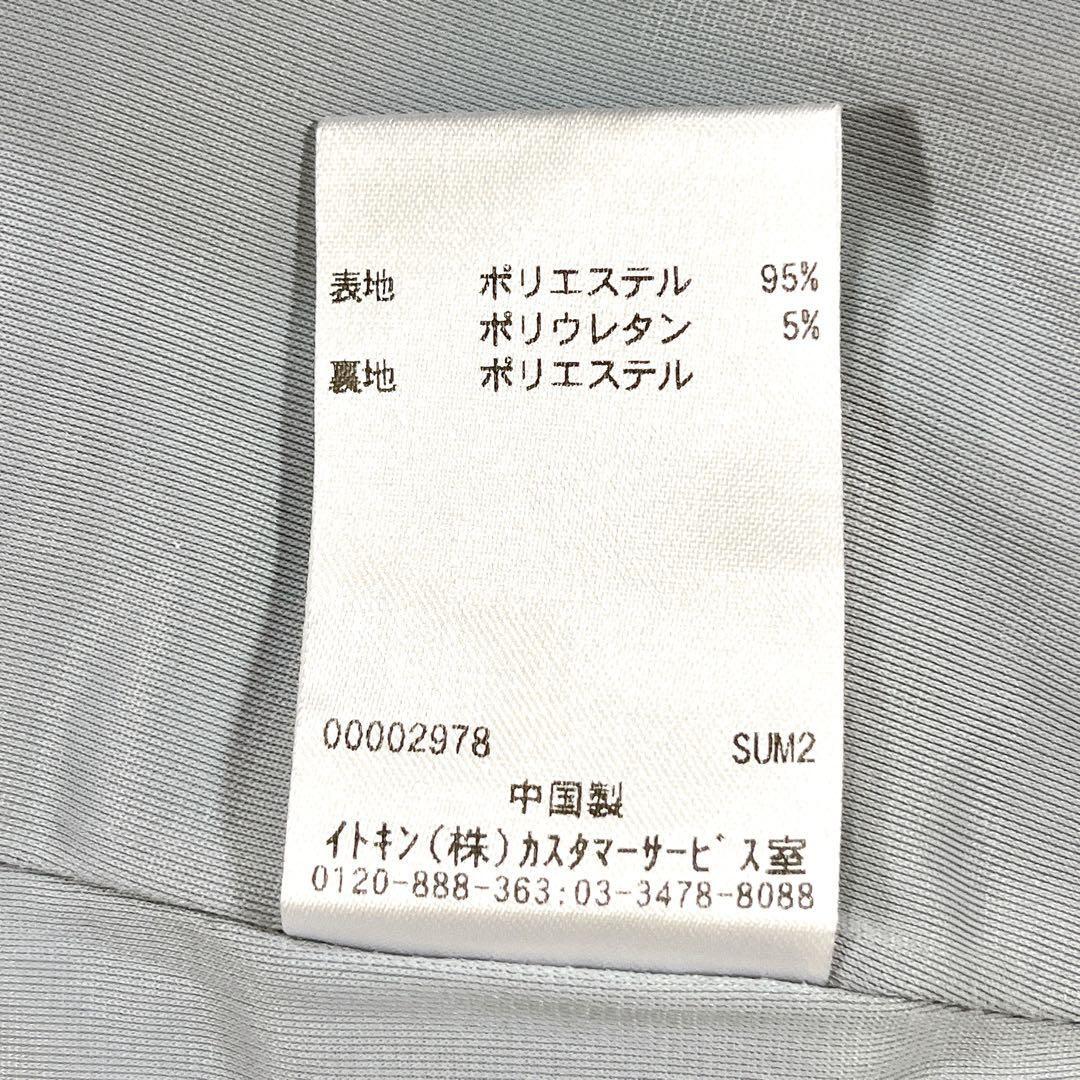 表地 ポリエステル 95%
ポリウレタン 5%
裏地 ポリエステル
00002978 SUM2
中国製
イトキン(株)カスタマーサービス室
0120-888-363:03-3478-8088